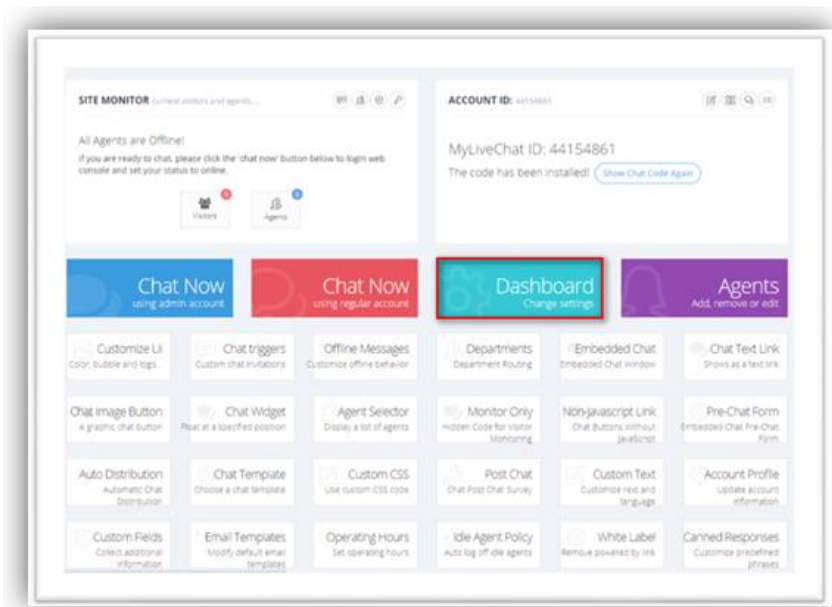 SITE MONITOR current visitors and agents....
ACCOUNT ID: 44154861
All Agents are Offline!
If you are ready to chat, please click the 'chat now' button below to login web
console and set your status to online.
0
Visitors
0
Agents
MyLiveChat ID: 44154861
The code has been installed! Show Chat Code Again
Chat Now
using admin account
Chat Now
using regular account
Dashboard
Change settings
Agents
Add, remove or edit
Customize UI
Color, bubble and logo...
Chat triggers
Custom chat invitations
Offline Messages
Customize offline behavior
Departments
Department Routing
Embedded Chat
Embedded Chat Window
Chat Text Link
Shows as a text link
Chat Image Button
A graphic chat button
Chat Widget
Float at a specified position
Agent Selector
Display a list of agents
Monitor Only
Hidden Code for Visitor
Monitoring
Non-Javascript Link
Chat Buttons Without
JavaScript
Pre-Chat Form
Embedded Chat Pre-Chat
Form
Auto Distribution
Automatic Chat
Distribution
Chat Template
Choose a chat template
Custom CSS
Use custom CSS code
Post Chat
Chat Post Chat Survey
Custom Text
Customize text and
language
Account Profile
Update account
information
Custom Fields
Collect additional
information
Email Templates
Modify default email
templates
Operating Hours
Set operating hours
Idle Agent Policy
Auto log off idle agents
White Label
Remove powered by link
Canned Responses
Customize predefined
phrases